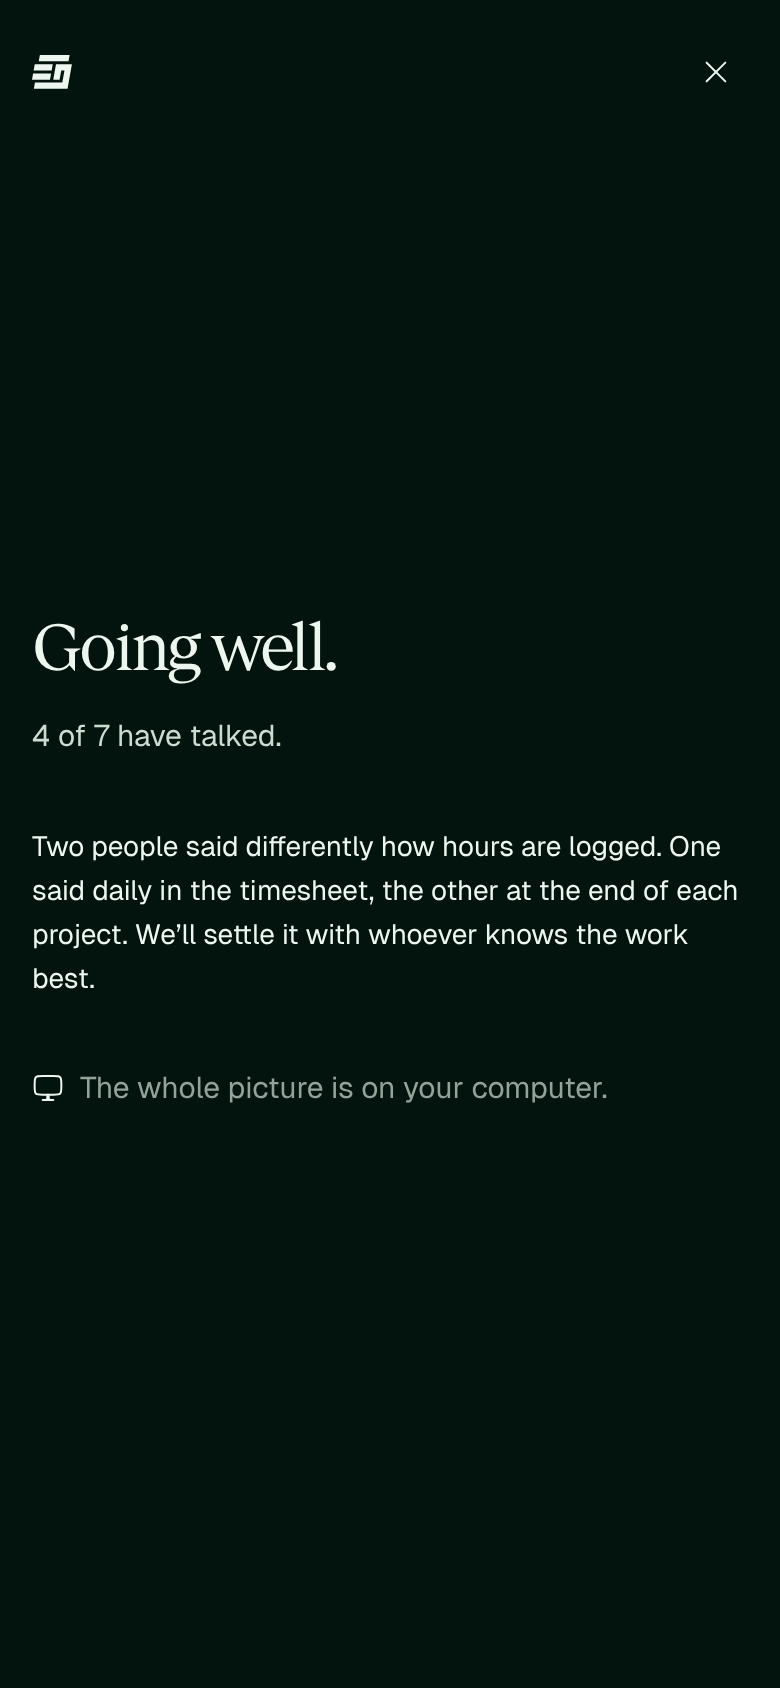 Going well.
4 of 7 have talked.
Two people said differently how hours are logged. One
said daily in the timesheet, the other at the end of each
project. We’ll settle it with whoever knows the work
best.
The whole picture is on your computer.